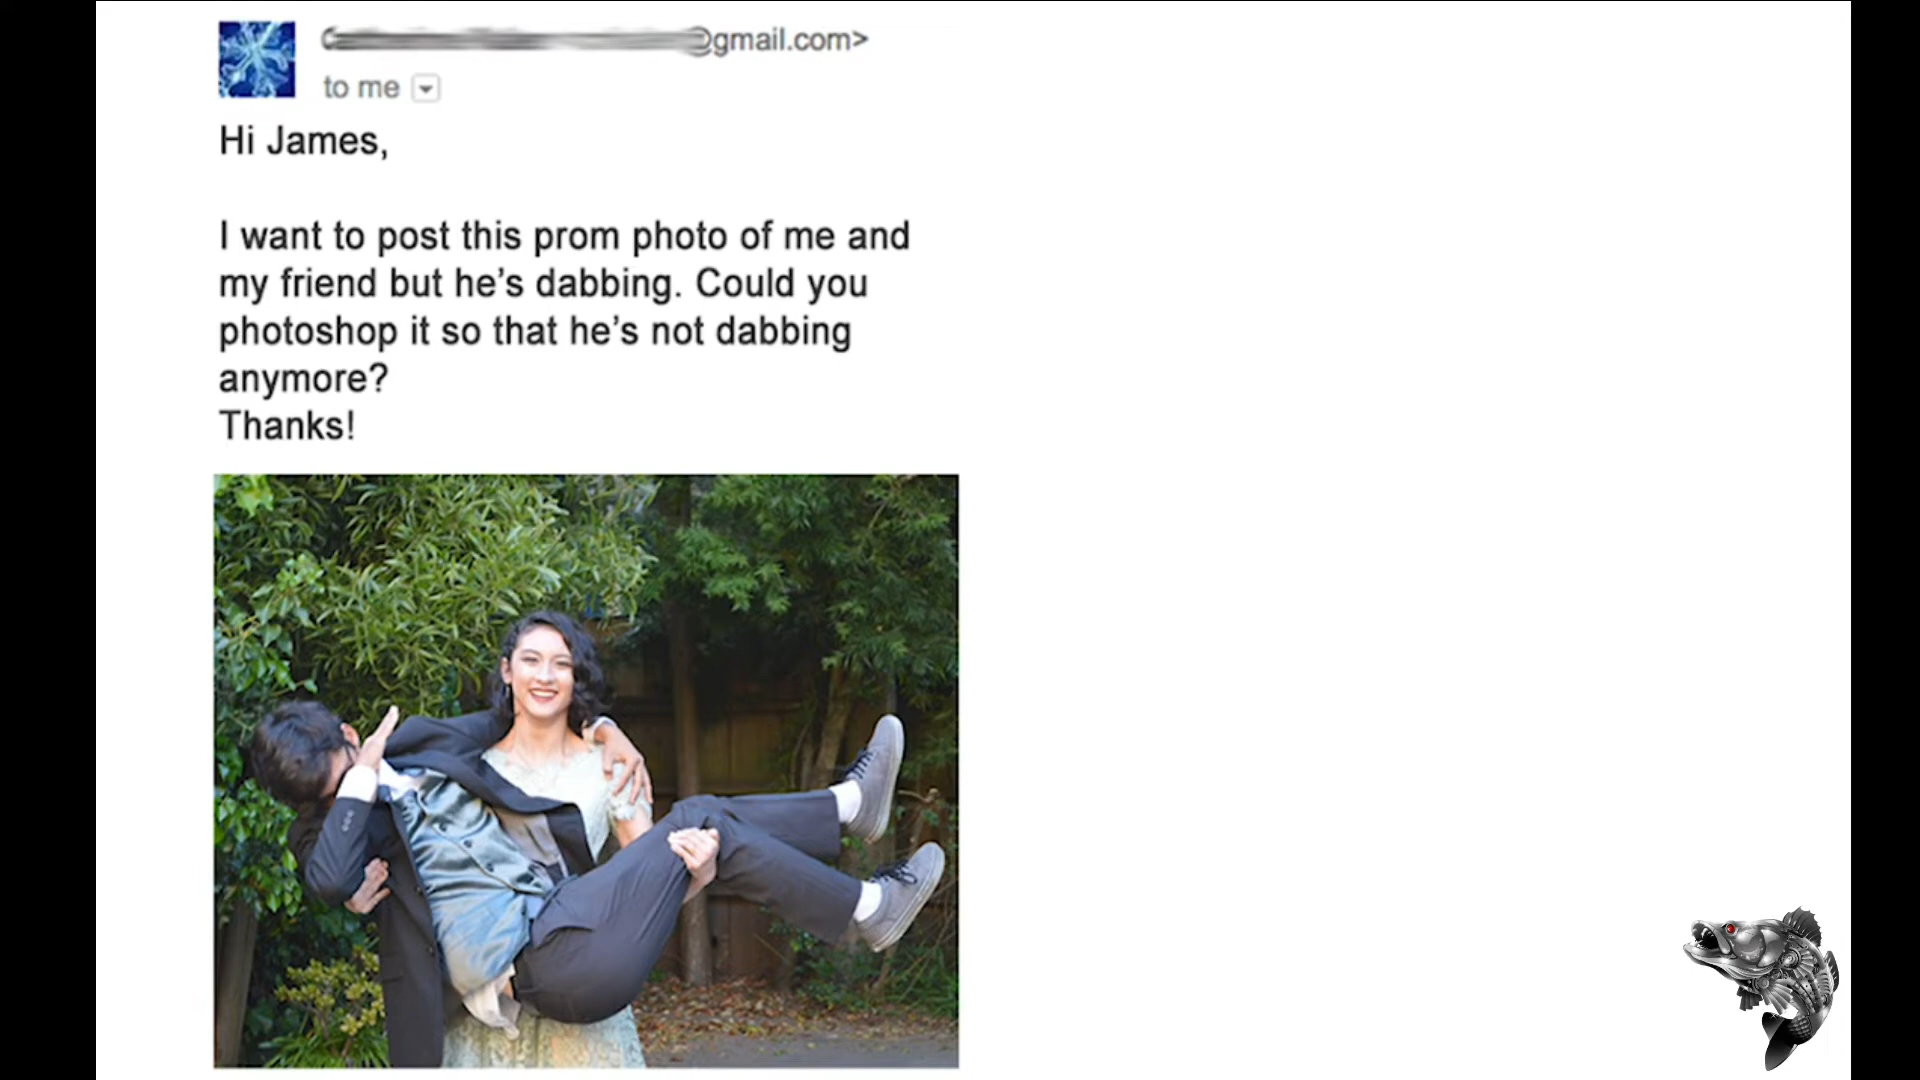 @gmail.com>
to me
Hi James,
I want to post this prom photo of me and
my friend but he's dabbing. Could you
photoshop it so that he's not dabbing
anymore?
Thanks!